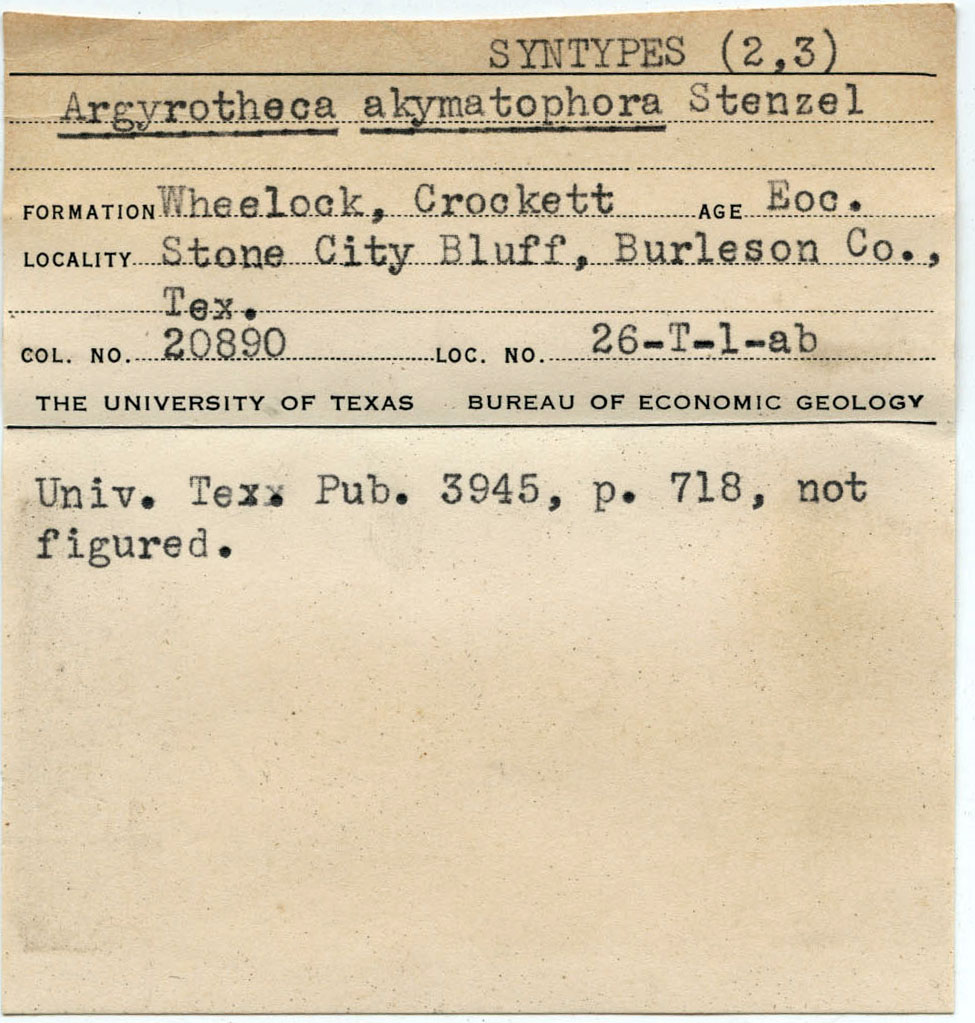 SYNTYPES (2,3)
Argyrotheca akymatophora Stenzel
FORMATION Wheelock, Crockett AGE Eoc.
LOCALITY Stone City Bluff, Burleson Co.,
Tex.
COL. NO. 20890 LOC. NO. 26-T-1-ab
THE UNIVERSITY OF TEXAS BUREAU OF ECONOMIC GEOLOGY
Univ. Tex. Pub. 3945, p. 718, not
figured.